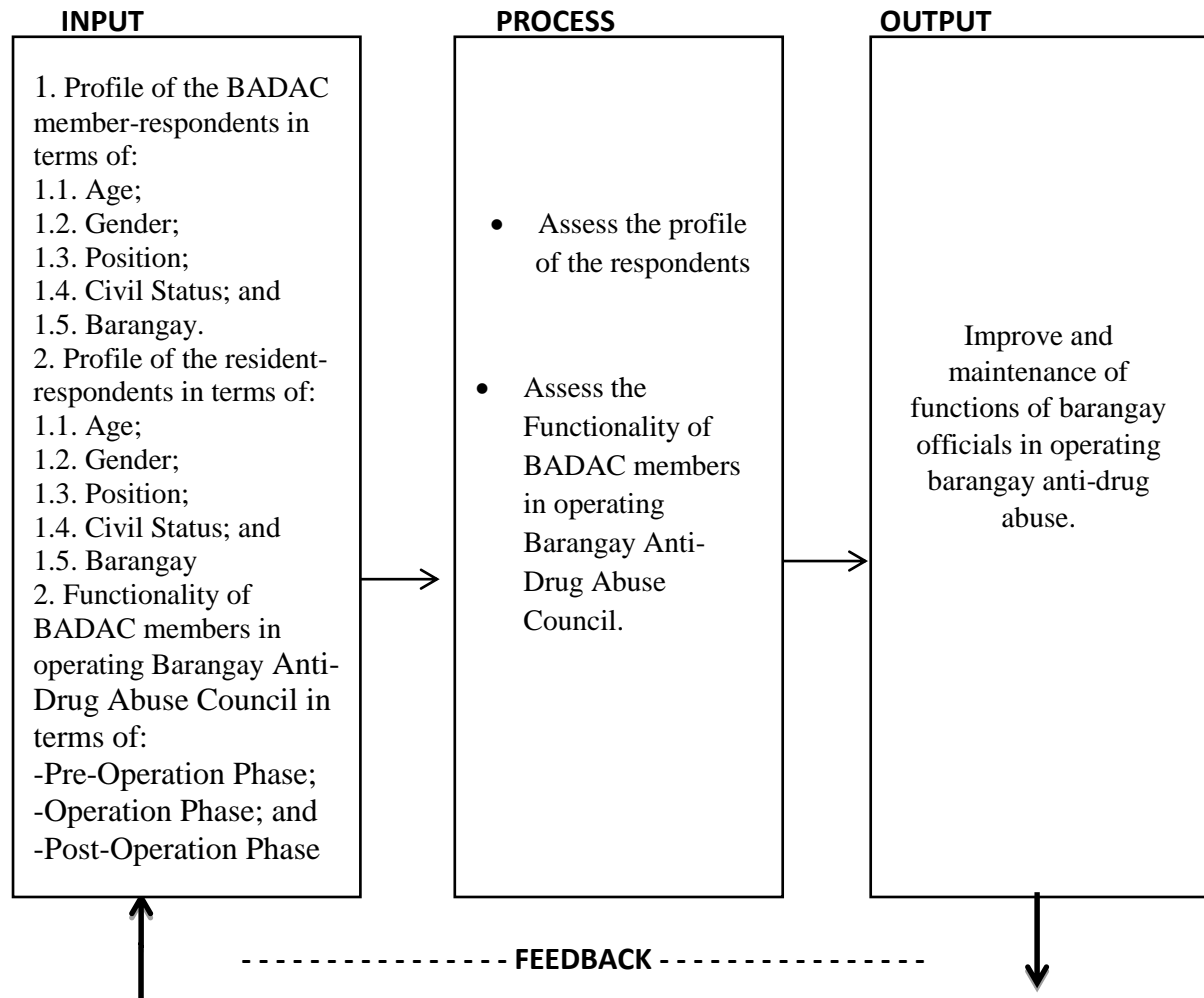 INPUT
1. Profile of the BADAC
member-respondents in
terms of:
1.1. Age;
1.2. Gender;
1.3. Position;
1.4. Civil Status; and
1.5. Barangay.
2. Profile of the resident-
respondents in terms of:
1.1. Age;
1.2. Gender;
1.3. Position;
1.4. Civil Status; and
1.5. Barangay
2. Functionality of
BADAC members in
operating Barangay Anti-
Drug Abuse Council in
terms of:
-Pre-Operation Phase;
-Operation Phase; and
-Post-Operation Phase
PROCESS
• Assess the profile
of the respondents
• Assess the
Functionality of
BADAC members
in operating
Barangay Anti-
Drug Abuse
Council.
OUTPUT
Improve and
maintenance of
functions of barangay
officials in operating
barangay anti-drug
abuse.
- - - - - - - - - - - - - - - - - - FEEDBACK - - - - - - - - - - - - - - - - - -